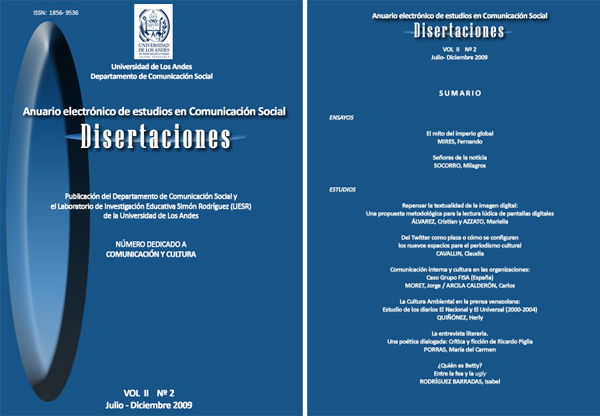 ISSN: 1856- 9536
UNIVERSIDAD
DE LOS ANDES
Universidad de Los Andes
Departamento de Comunicación Social
Anuario electrónico de estudios en Comunicación Social
Disertaciones
Publicación del Departamento de Comunicación Social y
el Laboratorio de Investigación Educativa Simón Rodríguez (LIESR)
de la Universidad de Los Andes
NÚMERO DEDICADO A
COMUNICACIÓN Y CULTURA
VOL II Nº 2
Julio - Diciembre 2009
Anuario electrónico de estudios en Comunicación Social
Disertaciones
VOL II Nº 2
Julio- Diciembre 2009
SUMARIO
ENSAYOS
El mito del imperio global
MIRES, Fernando
Señoras de la noticia
SOCORRO, Milagros
ESTUDIOS
Repensar la textualidad de la imagen digital:
Una propuesta metodológica para la lectura lúdica de pantallas digitales
ÁLVAREZ, Cristian y AZZATO, Mariella
Del Twitter como plaza o cómo se configuran
los nuevos espacios para el periodismo cultural
CAVALLIN, Claudia
Comunicación interna y cultura en las organizaciones:
Caso Grupo FISA (España)
MORET, Jorge / ARCILA CALDERÓN, Carlos
La Cultura Ambiental en la prensa venezolana:
Estudio de los diarios El Nacional y El Universal (2000-2004)
QUIÑÓNEZ, Herly
La entrevista literaria.
Una poética dialogada: Crítica y ficción de Ricardo Piglia
PORRAS, María del Carmen
¿Quién es Betty?
Entre la fea y la ugly
RODRÍGUEZ BARRADAS, Isabel